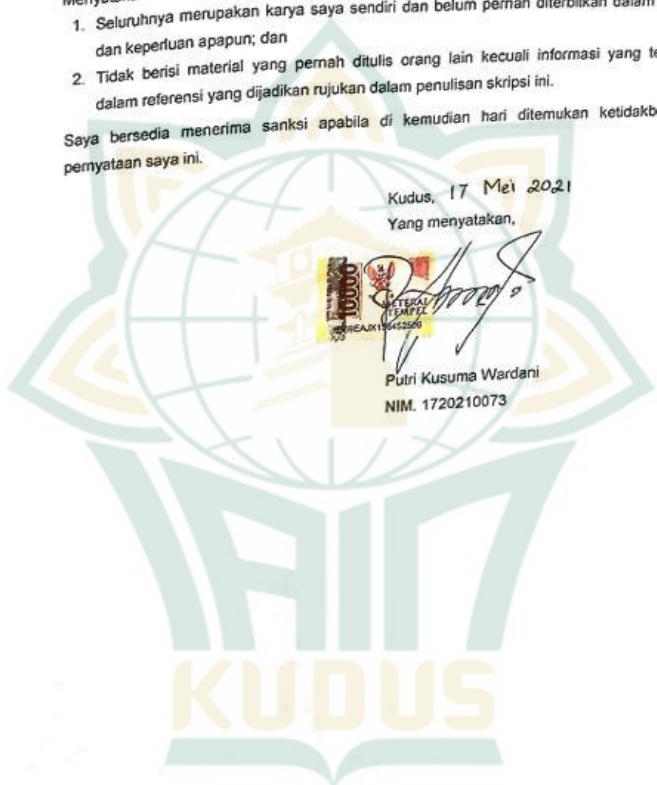 1. Seluruhnya merupakan karya saya sendiri dan belum pernah diterbitkan dalam
dan keperluan apapun; dan
2. Tidak berisi material yang pernah ditulis orang lain kecuali informasi yang te
dalam referensi yang dijadikan rujukan dalam penulisan skripsi ini.
Saya bersedia menerima sanksi apabila di kemudian hari ditemukan ketidakb
pernyataan saya ini.
Kudus, 17 Mei 2021
Yang menyatakan,
10000
METERAI
TEMPEL
Putri Kusuma Wardani
NIM. 1720210073
IAIN
KUDUS